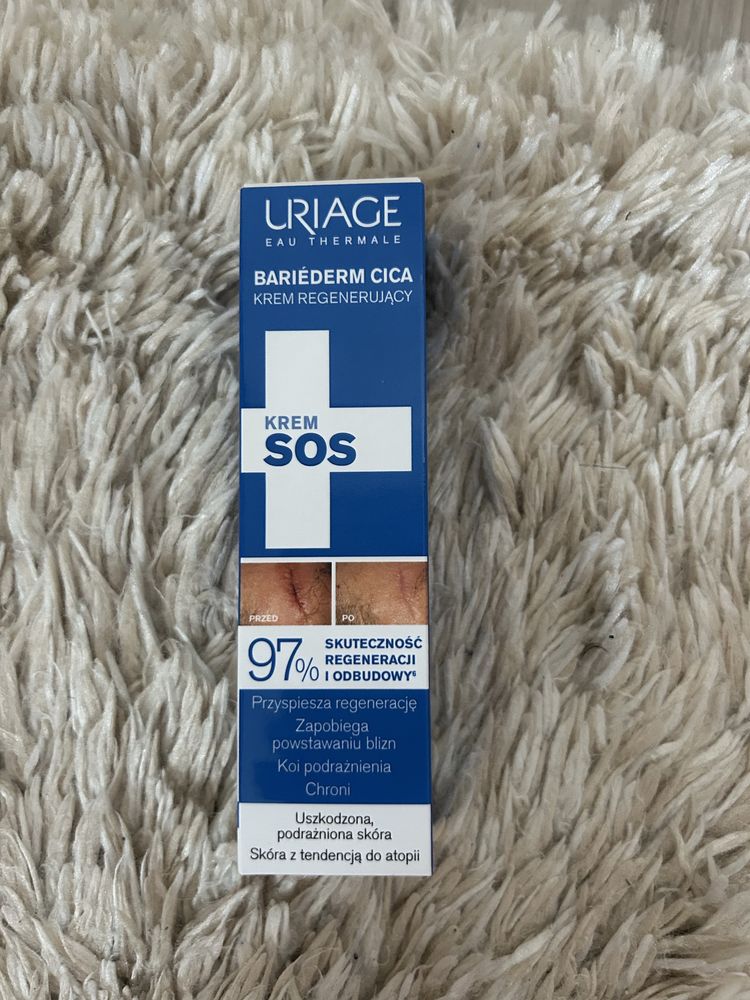 URIAGE
EAU THERMALE
BARIÉDERM CICA
KREM REGENERUJĄCY
KREM
SOS
PRZED
PO
97%
SKUTECZNOŚĆ
REGENERACJI
I ODBUDOWY⁶
Przyspiesza regenerację
Zapobiega
powstawaniu blizn
Koi podrażnienia
Chroni
Uszkodzona,
podrażniona skóra
Skóra z tendencją do atopii